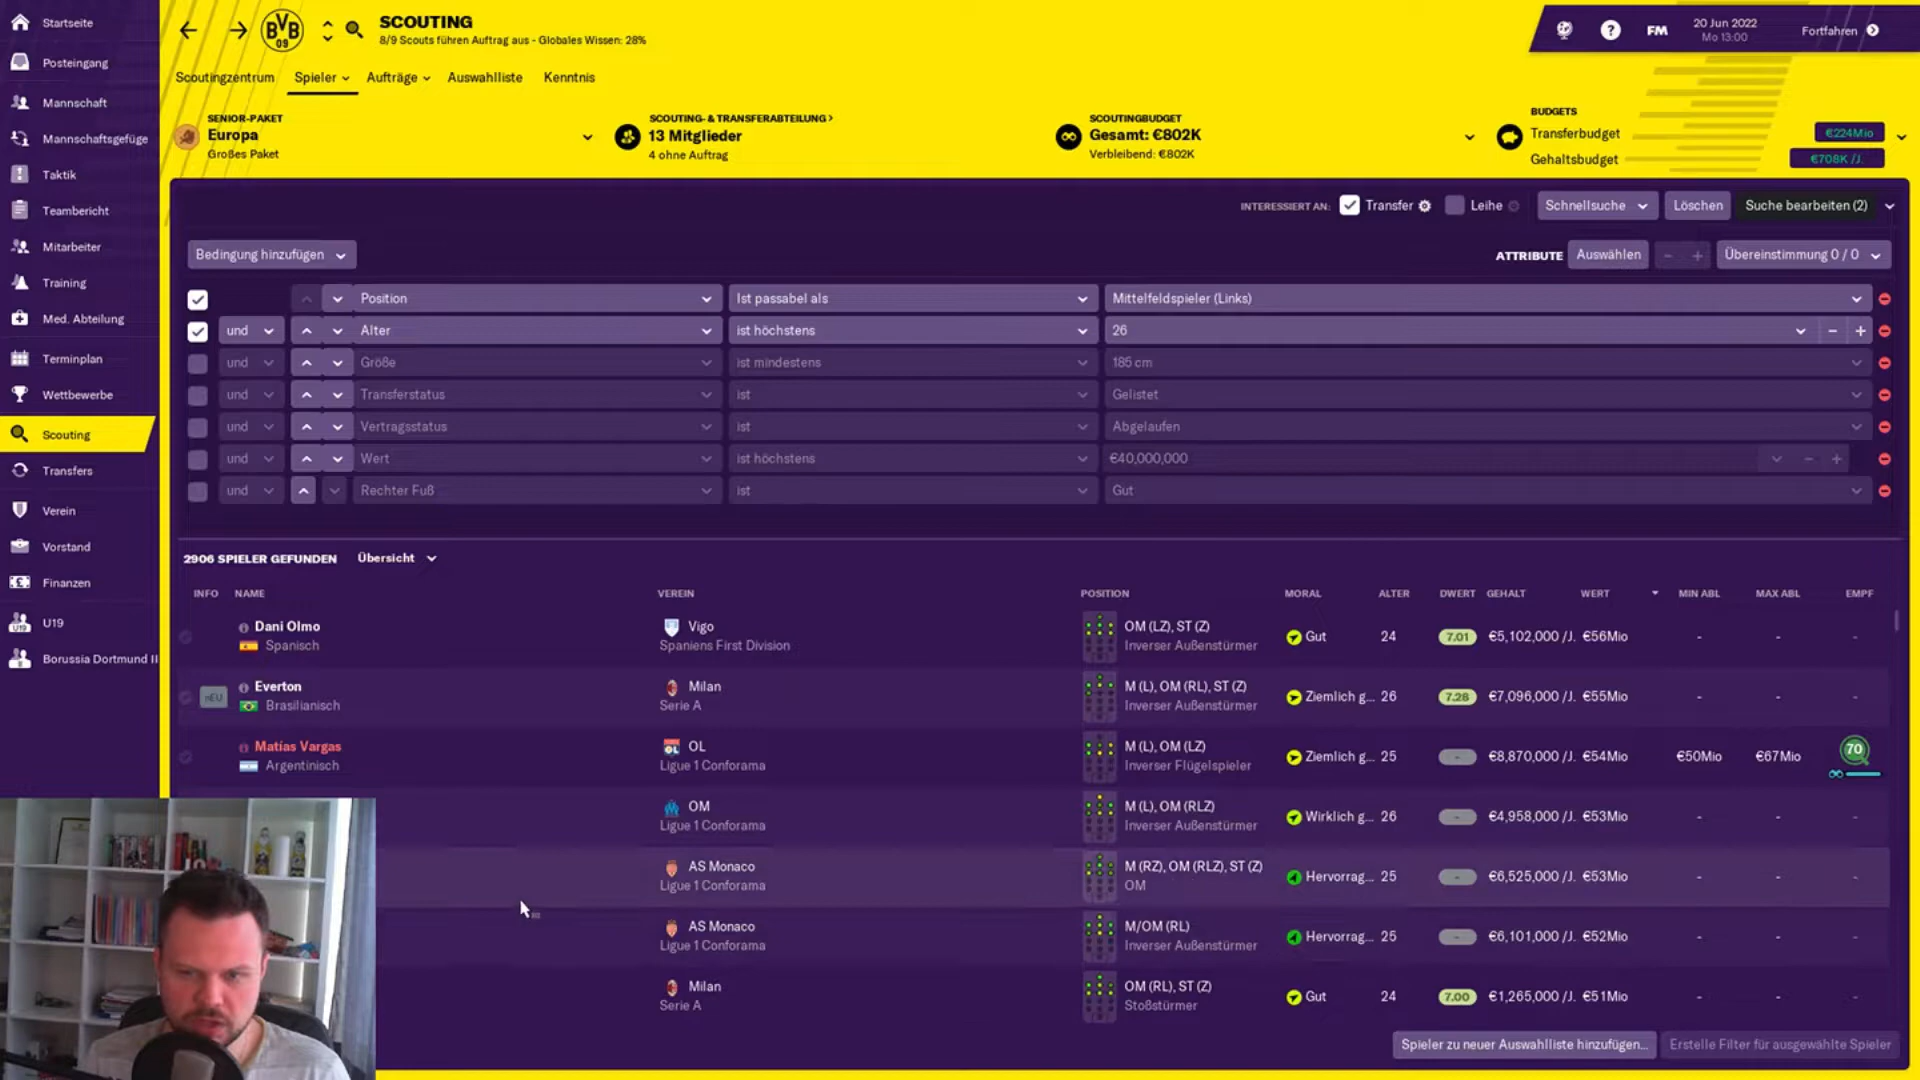 Startseite
Posteingang
Mannschaft
Mannschaftsgefüge
Taktik
Teambericht
Mitarbeiter
Training
Med. Abteilung
Terminplan
Wettbewerbe
Scouting
Transfers
Verein
Vorstand
Finanzen
U19
Borussia Dortmund II
BVB 09
SCOUTING
8/9 Scouts führen Auftrag aus - Globales Wissen: 28%
FM
20 Jun 2022
Mo 13:00
Fortfahren
Scoutingzentrum Spieler Aufträge Auswahlliste Kenntnis
SENIOR-PAKET
Europa
Großes Paket
SCOUTING- & TRANSFERABTEILUNG >
13 Mitglieder
4 ohne Auftrag
SCOUTINGBUDGET
Gesamt: €802K
Verbleibend: €802K
BUDGETS
Transferbudget €224Mio
Gehaltsbudget €708K /J.
INTERESSIERT AN: Transfer Leihe Schnellsuche Löschen Suche bearbeiten (2)
Bedingung hinzufügen ATTRIBUTE Auswählen - + Übereinstimmung 0 / 0
Position Ist passabel als Mittelfeldspieler (Links)
und Alter ist höchstens 26 - +
und Größe ist mindestens 185 cm
und Transferstatus ist Gelistet
und Vertragsstatus ist Abgelaufen
und Wert ist höchstens €40,000,000 - +
und Rechter Fuß ist Gut
2906 SPIELER GEFUNDEN Übersicht
INFO NAME VEREIN POSITION MORAL ALTER DWERT GEHALT WERT MIN ABL MAX ABL EMPF
Dani Olmo Vigo OM (LZ), ST (Z)
Gut 24 7.01 €5,102,000 /J. €56Mio - - -
Spanisch Spaniens First Division Inverser Außenstürmer
Everton Milan M (L), OM (RL), ST (Z)
nEU Ziemlich g... 26 7.28 €7,096,000 /J. €55Mio - - -
Brasilianisch Serie A Inverser Außenstürmer
Matías Vargas OL M (L), OM (LZ)
Ziemlich g... 25 - €8,870,000 /J. €54Mio €50Mio €67Mio 70
Argentinisch Ligue 1 Conforama Inverser Flügelspieler
OM M (L), OM (RLZ)
Wirklich g... 26 - €4,958,000 /J. €53Mio - - -
Ligue 1 Conforama Inverser Außenstürmer
AS Monaco M (RZ), OM (RLZ), ST (Z)
Hervorrag... 25 - €6,525,000 /J. €53Mio - - -
Ligue 1 Conforama OM
AS Monaco M/OM (RL)
Hervorrag... 25 - €6,101,000 /J. €52Mio - - -
Ligue 1 Conforama Inverser Außenstürmer
Milan OM (RL), ST (Z)
Gut 24 7.00 €1,265,000 /J. €51Mio - - -
Serie A Stoßstürmer
Spieler zu neuer Auswahlliste hinzufügen... Erstelle Filter für ausgewählte Spieler